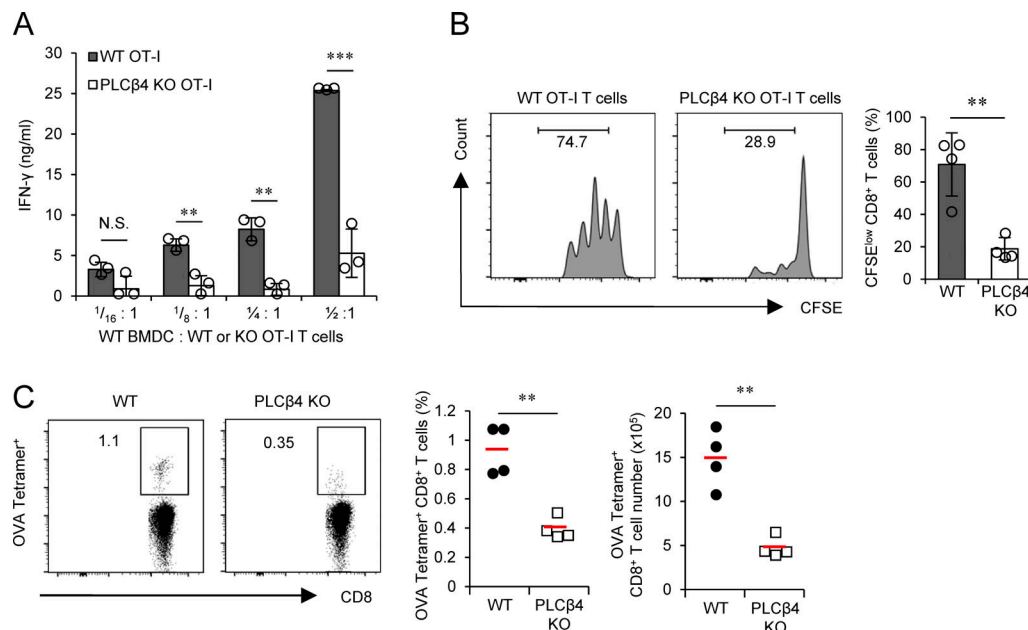 A
IFN-γ (ng/ml)
30
25
20
15
10
5
0
WT OT-I
PLCβ4 KO OT-I
N.S.
**
**
***
1/16 : 1
1/8 : 1
¼ : 1
½ :1
WT BMDC : WT or KO OT-I T cells
B
WT OT-I T cells
PLCβ4 KO OT-I T cells
Count
74.7
28.9
CFSE
CFSElow CD8+ T cells (%)
100
80
60
40
20
0
**
WT
PLCβ4
KO
C
WT
PLCβ4 KO
OVA Tetramer+
1.1
0.35
CD8
OVA Tetramer+ CD8+ T cells (%)
1.2
1
0.8
0.6
0.4
0.2
0
**
WT
PLCβ4
KO
OVA Tetramer+
CD8+ T cell number (x10⁵)
20
15
10
5
0
**
WT
PLCβ4
KO